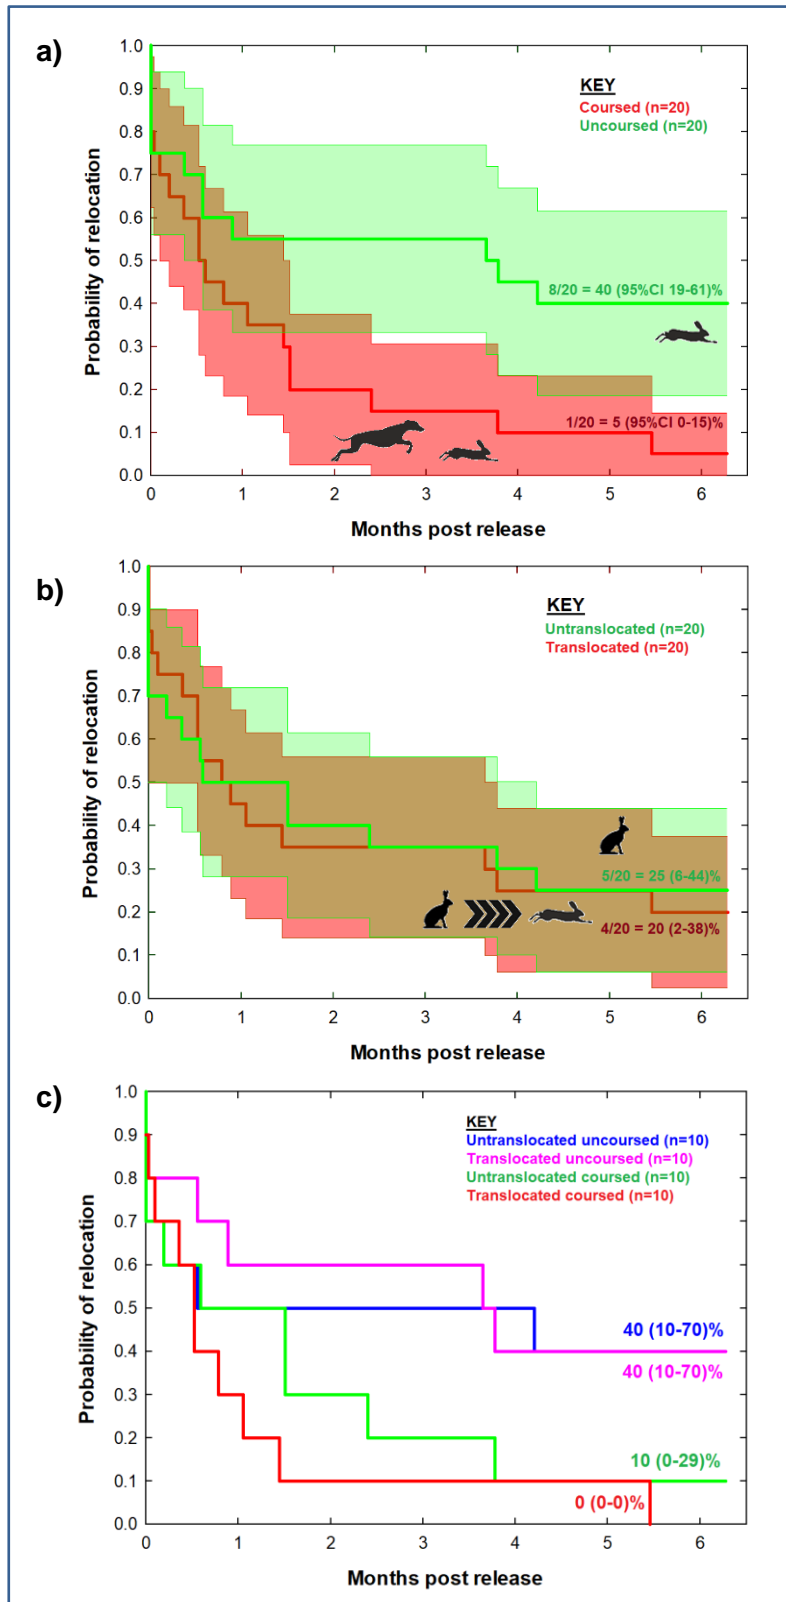 a)
1.0
0.9
0.8
0.7
0.6
0.5
0.4
0.3
0.2
0.1
0.0
Probability of relocation
KEY
Coursed (n=20)
Uncoursed (n=20)
8/20 = 40 (95%CI 19-61)%
1/20 = 5 (95%CI 0-15)%
0 1 2 3 4 5 6
Months post release
b)
1.0
0.9
0.8
0.7
0.6
0.5
0.4
0.3
0.2
0.1
0.0
Probability of relocation
KEY
Untranslocated (n=20)
Translocated (n=20)
5/20 = 25 (6-44)%
4/20 = 20 (2-38)%
0 1 2 3 4 5 6
Months post release
c)
1.0
0.9
0.8
0.7
0.6
0.5
0.4
0.3
0.2
0.1
0.0
Probability of relocation
KEY
Untranslocated uncoursed (n=10)
Translocated uncoursed (n=10)
Untranslocated coursed (n=10)
Translocated coursed (n=10)
40 (10-70)%
40 (10-70)%
10 (0-29)%
0 (0-0)%
0 1 2 3 4 5 6
Months post release